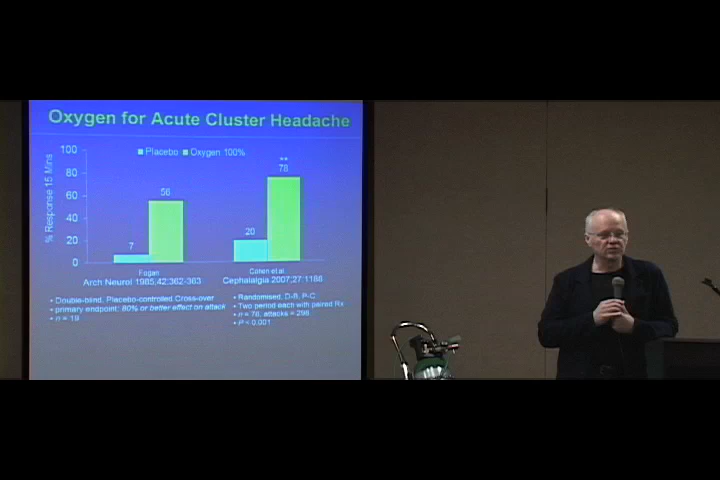 Oxygen for Acute Cluster Headache
% Response 15 Mins
100
80
60
40
20
0
Placebo Oxygen 100%
7
56
20
**
78
Fogan
Arch Neurol 1985;42:362-363
Cohen et al
Cephalalgia 2007;27:1188
• Double-blind, Placebo-controlled Cross-over
• primary endpoint: 80% or better effect on attack
• n = 19
• Randomised, D-B, P-C
• Two period each with paired Rx
• n = 76; attacks = 298
• P < 0.001